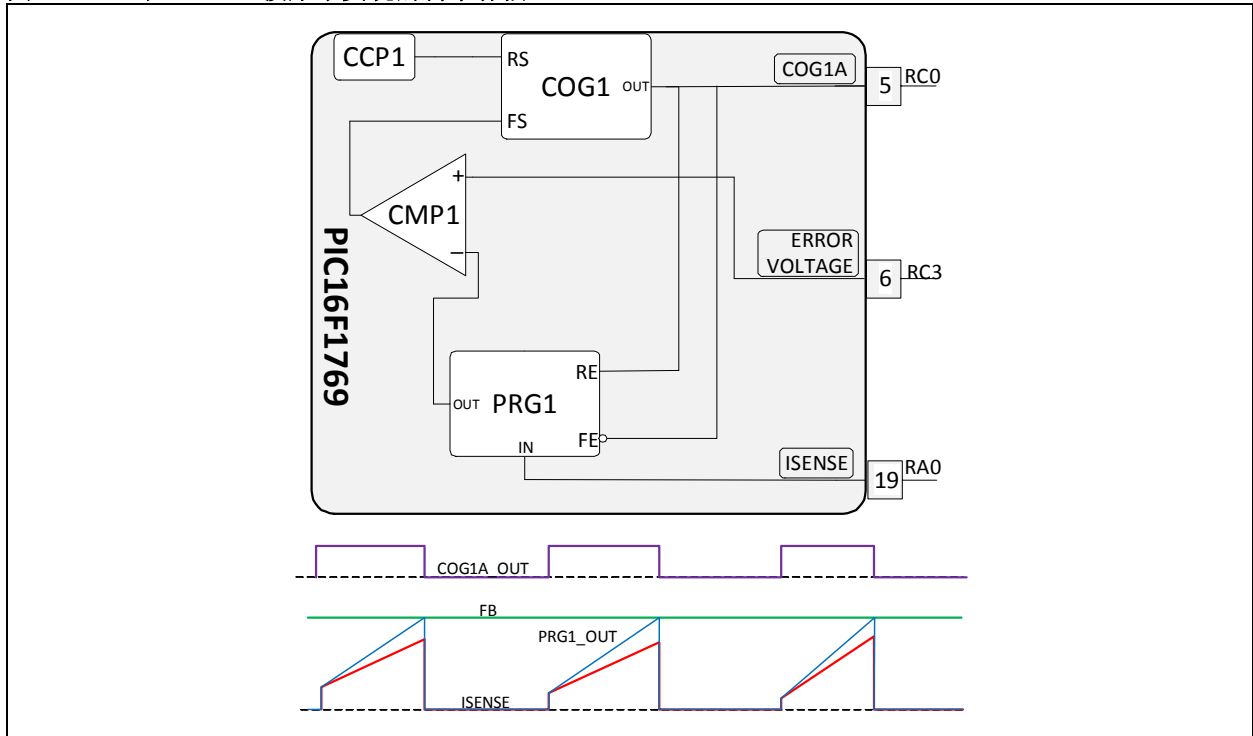 CCP1
RS
COG1
OUT
FS
COG1A
5
RC0
+
CMP1
−
ERROR
VOLTAGE
6
RC3
PIC16F1769
RE
OUT
PRG1
IN
FE
ISENSE
19
RA0
COG1A_OUT
FB
PRG1_OUT
ISENSE